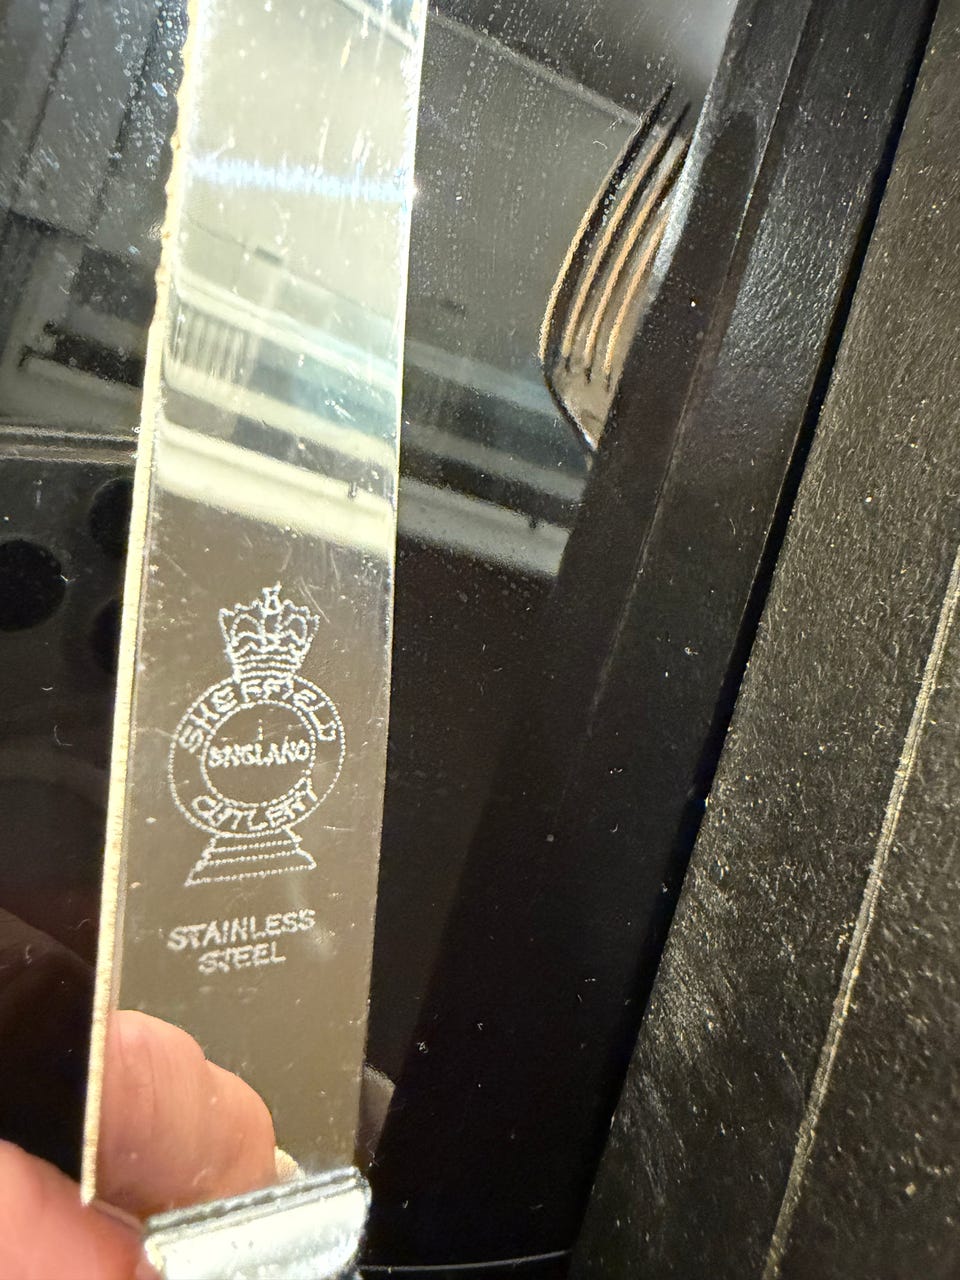 SHEFFIELD
ENGLAND
CUTLERY
STAINLESS
STEEL